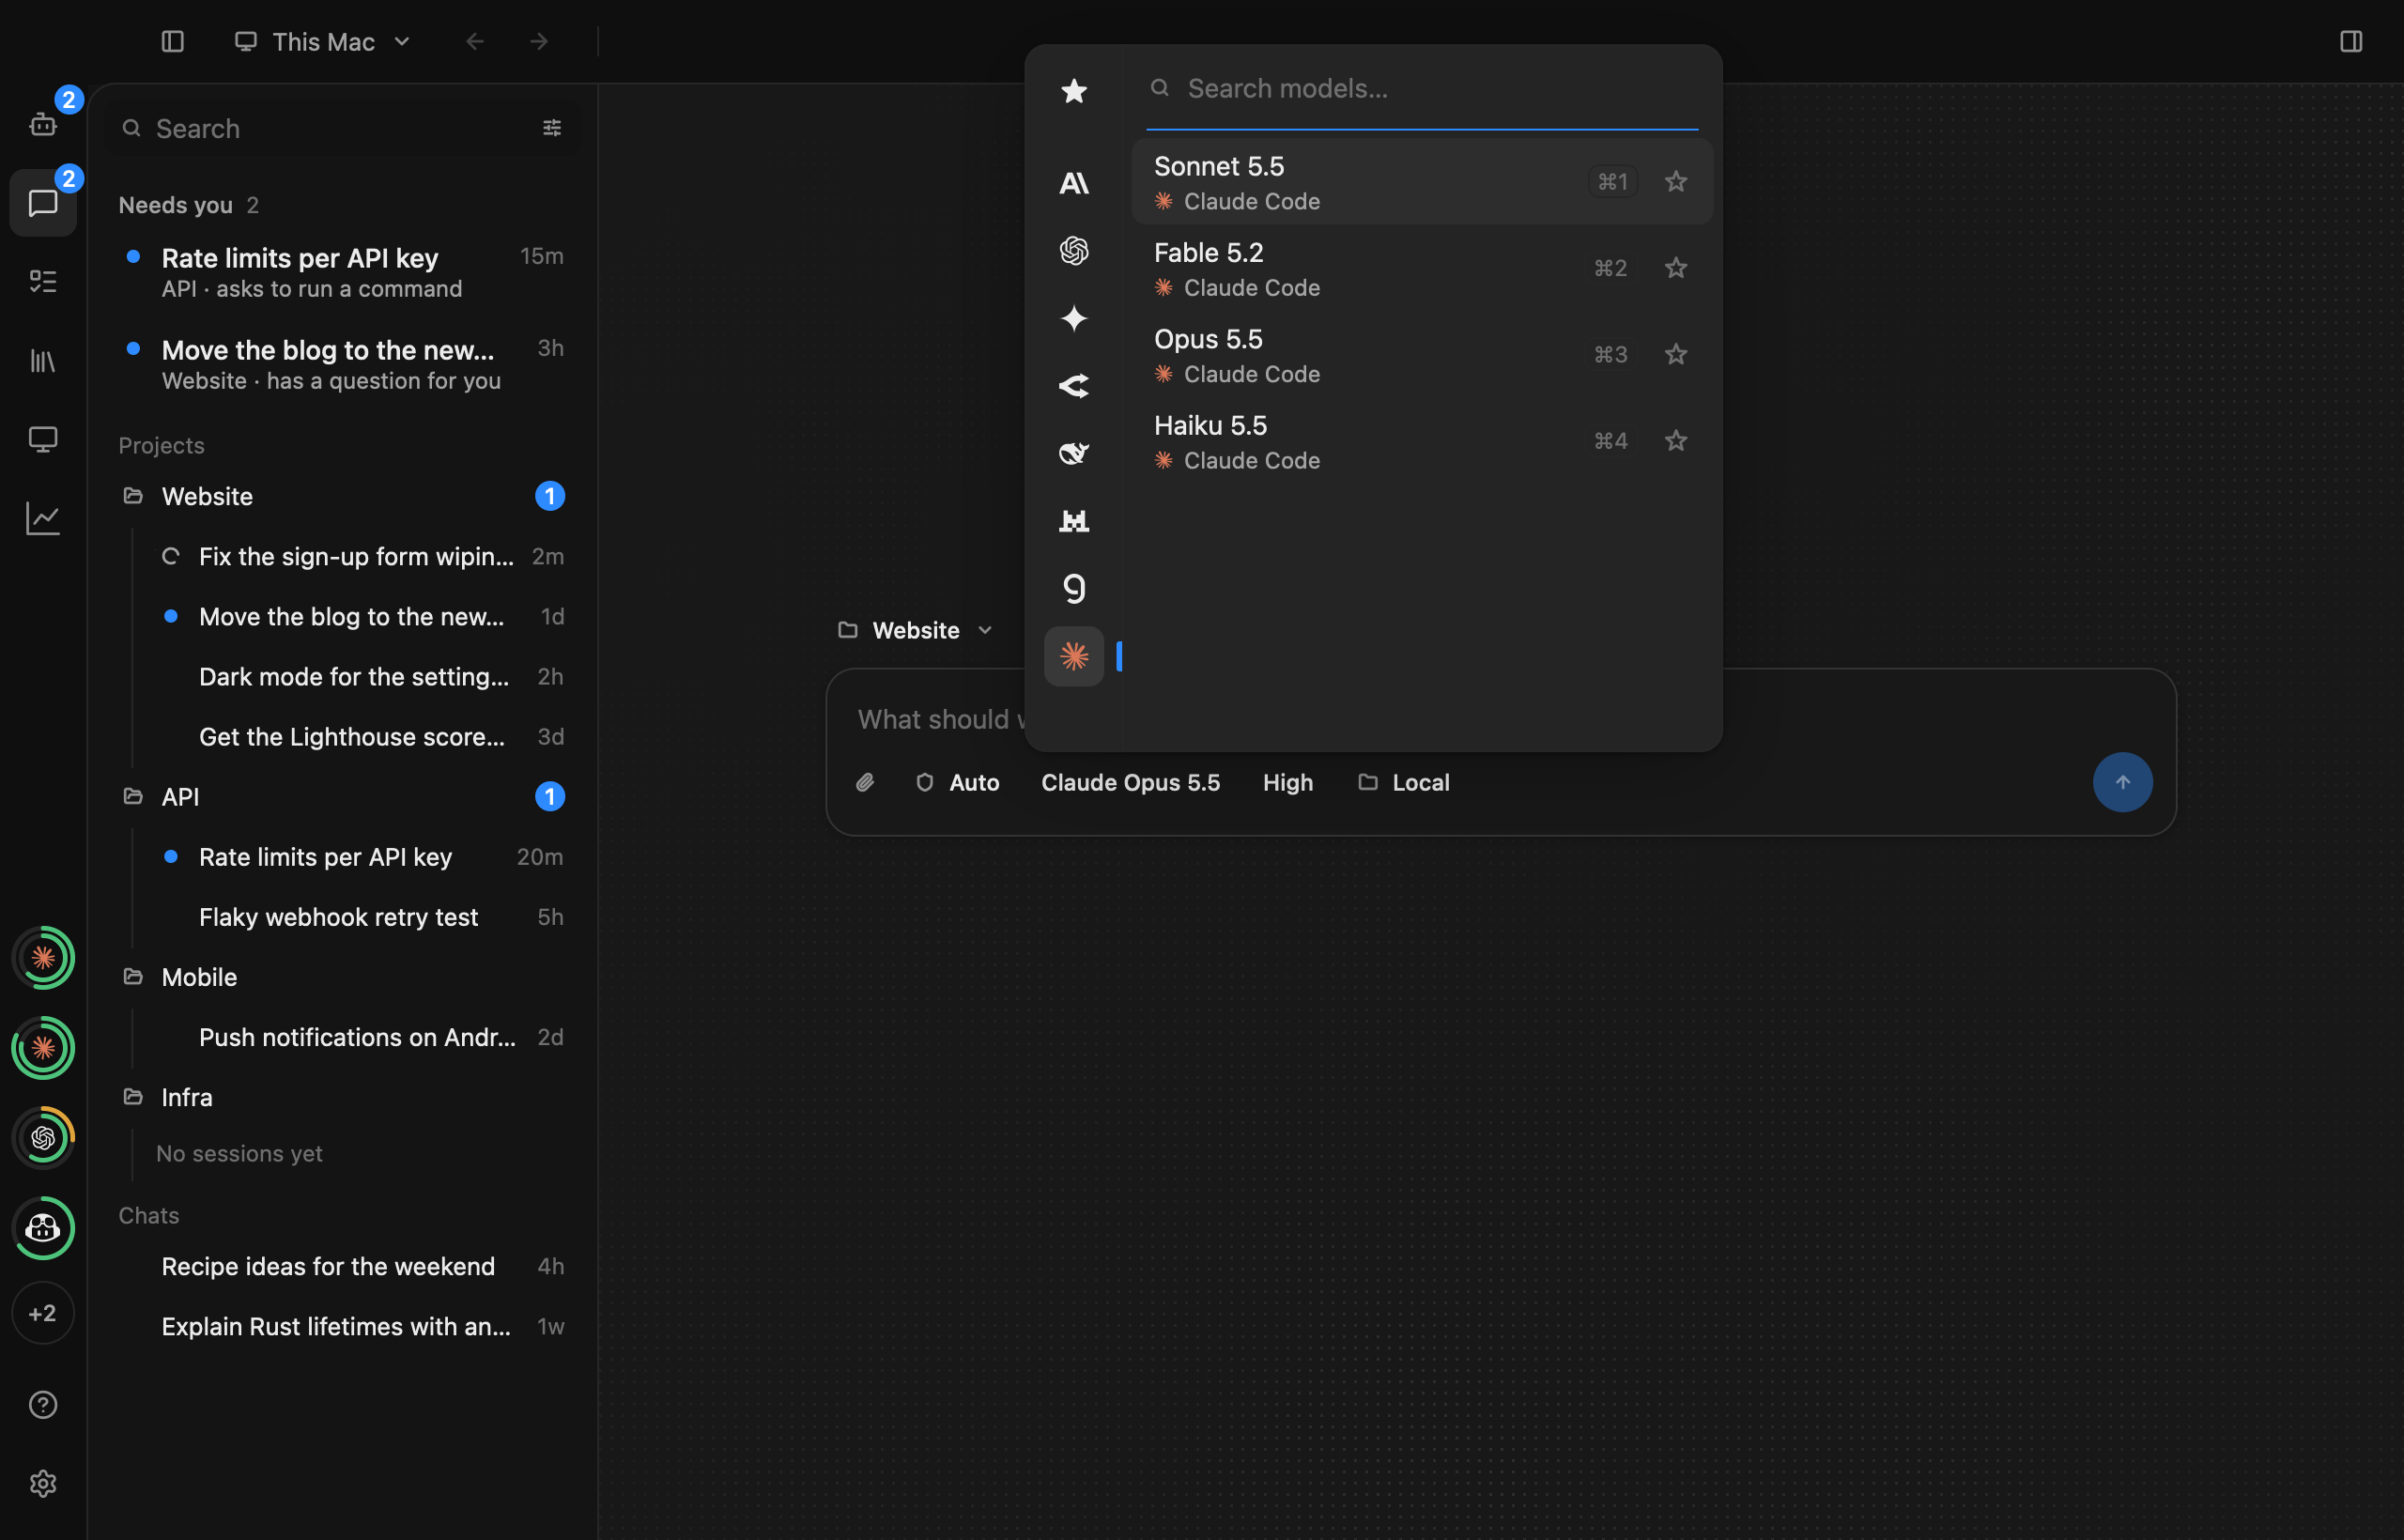 This Mac
2
2
Search
Needs you 2
Rate limits per API key 15m
API · asks to run a command
Move the blog to the new... 3h
Website · has a question for you
Projects
Website 1
Fix the sign-up form wipin... 2m
Move the blog to the new... 1d
Dark mode for the setting... 2h
Get the Lighthouse score... 3d
API 1
Rate limits per API key 20m
Flaky webhook retry test 5h
Mobile
Push notifications on Andr... 2d
Infra
No sessions yet
Chats
Recipe ideas for the weekend 4h
Explain Rust lifetimes with an... 1w
+2
Search models...
Sonnet 5.5 ⌘1
Claude Code
Fable 5.2 ⌘2
Claude Code
Opus 5.5 ⌘3
Claude Code
Haiku 5.5 ⌘4
Claude Code
Website
What should
Auto Claude Opus 5.5 High Local